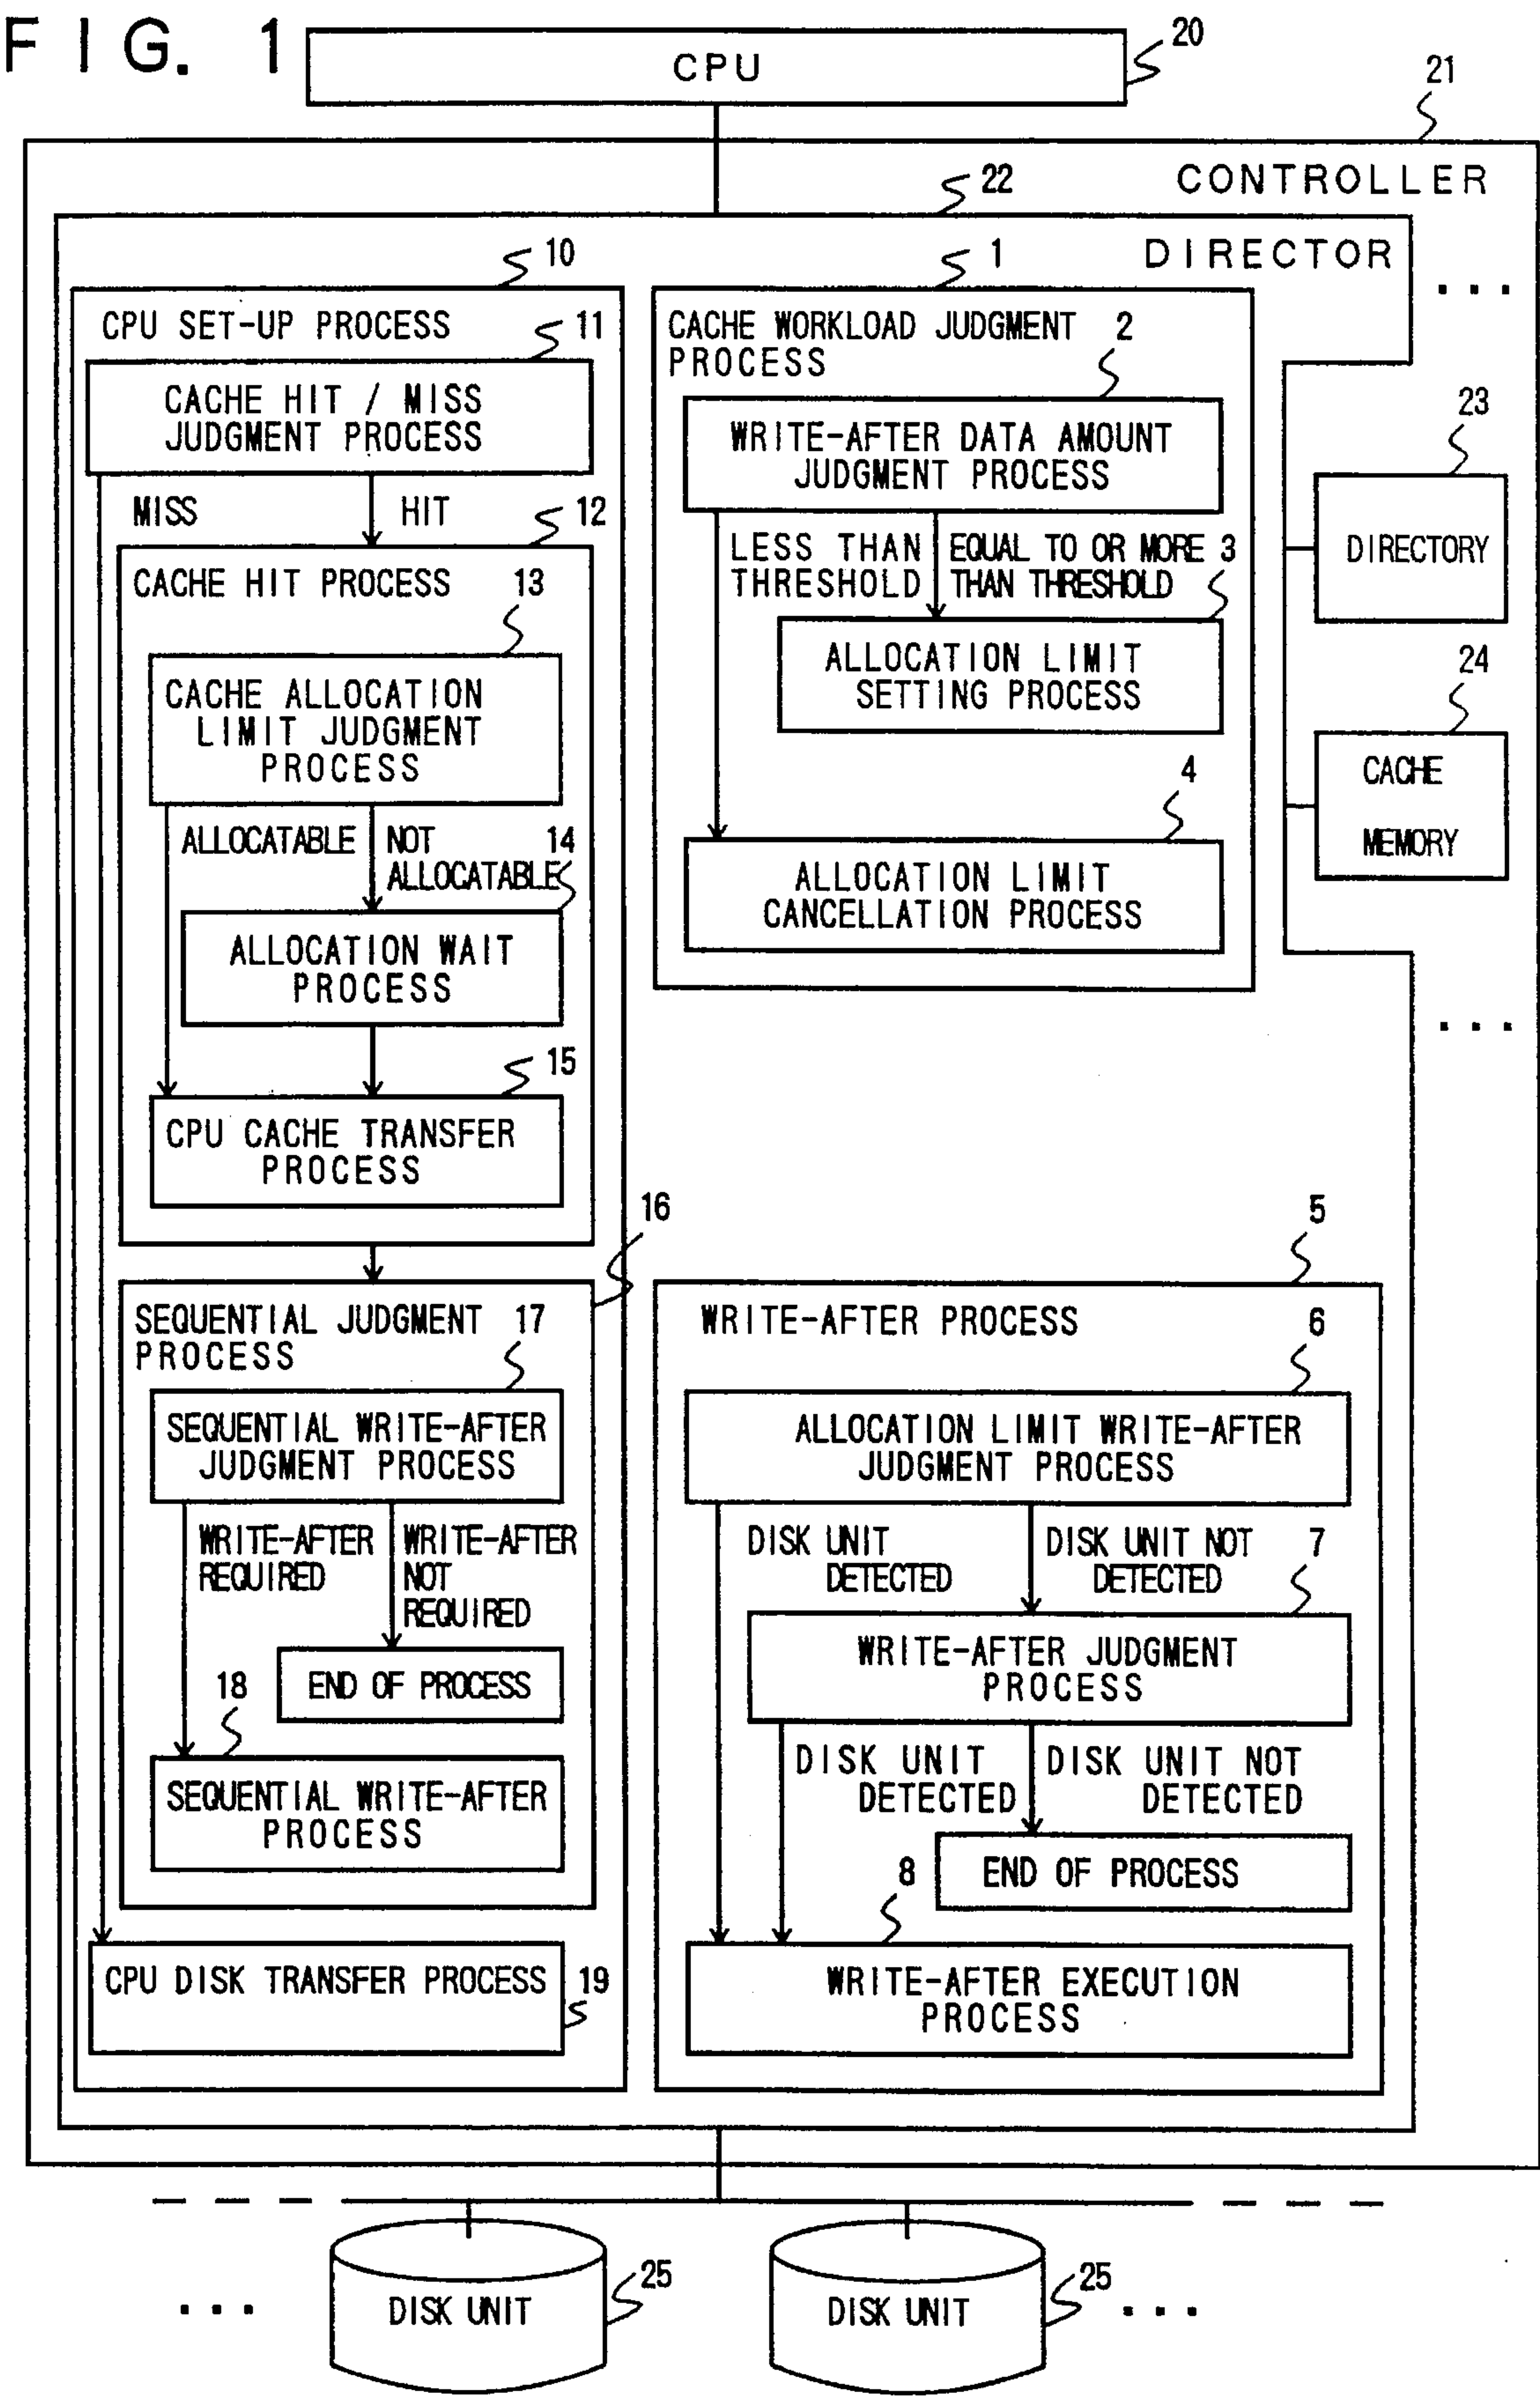 FIG. 1
CPU
20
21
CONTROLLER
22
DIRECTOR
10
CPU SET-UP PROCESS
11
CACHE HIT / MISS
JUDGMENT PROCESS
MISS
HIT
12
CACHE HIT PROCESS
13
CACHE ALLOCATION
LIMIT JUDGMENT
PROCESS
ALLOCATABLE
NOT
ALLOCATABLE
14
ALLOCATION WAIT
PROCESS
15
CPU CACHE TRANSFER
PROCESS
16
SEQUENTIAL JUDGMENT
PROCESS
17
SEQUENTIAL WRITE-AFTER
JUDGMENT PROCESS
WRITE-AFTER
REQUIRED
WRITE-AFTER
NOT
REQUIRED
END OF PROCESS
18
SEQUENTIAL WRITE-AFTER
PROCESS
CPU DISK TRANSFER PROCESS
19
1
CACHE WORKLOAD JUDGMENT
PROCESS
2
WRITE-AFTER DATA AMOUNT
JUDGMENT PROCESS
LESS THAN
THRESHOLD
EQUAL TO OR MORE
THAN THRESHOLD
3
ALLOCATION LIMIT
SETTING PROCESS
4
ALLOCATION LIMIT
CANCELLATION PROCESS
5
WRITE-AFTER PROCESS
6
ALLOCATION LIMIT WRITE-AFTER
JUDGMENT PROCESS
DISK UNIT
DETECTED
DISK UNIT NOT
DETECTED
7
WRITE-AFTER JUDGMENT
PROCESS
DISK UNIT
DETECTED
DISK UNIT NOT
DETECTED
END OF PROCESS
8
WRITE-AFTER EXECUTION
PROCESS
...
23
DIRECTORY
24
CACHE
MEMORY
...
...
DISK UNIT
25
DISK UNIT
25
...